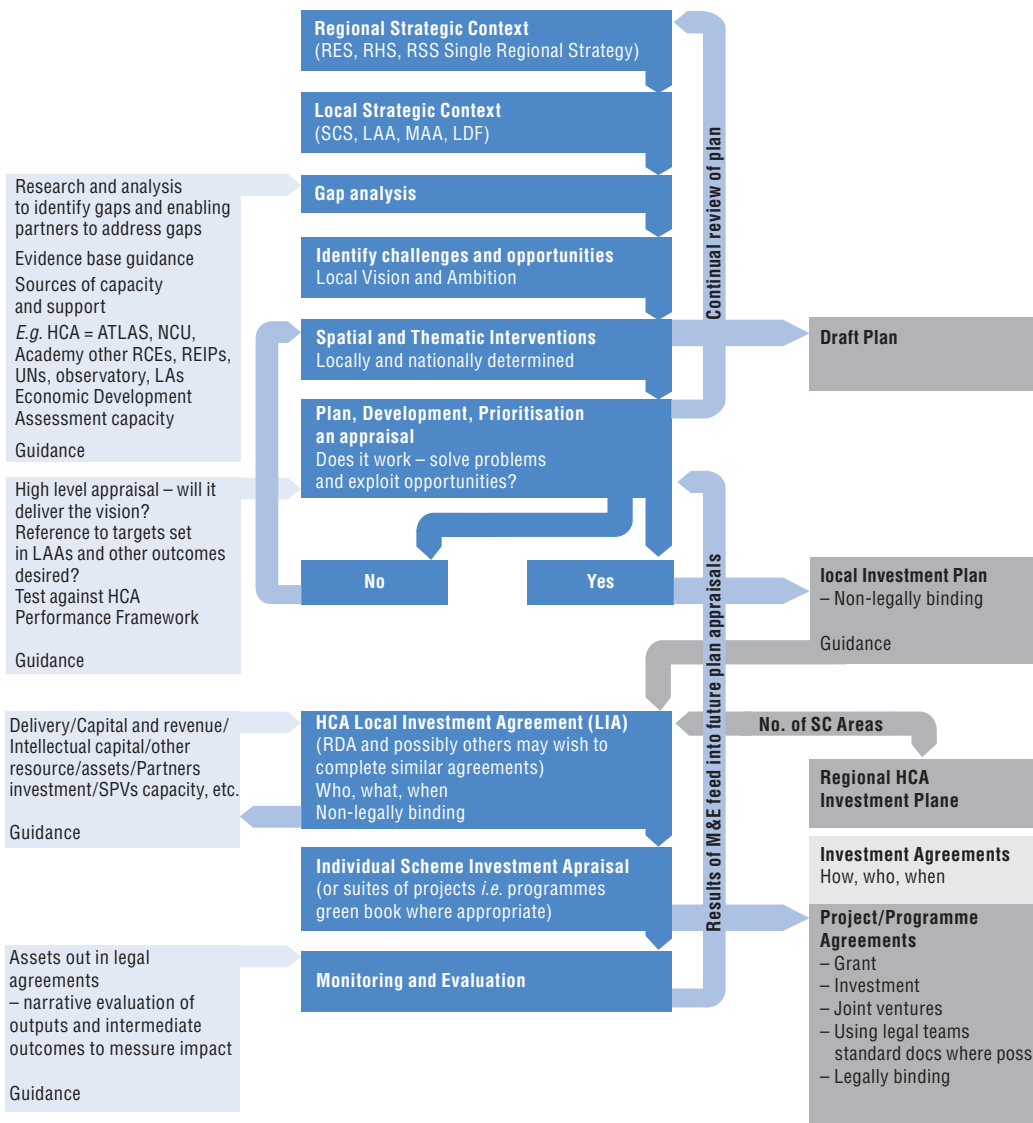 Regional Strategic Context
(RES, RHS, RSS Single Regional Strategy)
Local Strategic Context
(SCS, LAA, MAA, LDF)
Continual review of plan
Research and analysis
to identify gaps and enabling
partners to address gaps
Evidence base guidance
Sources of capacity
and support
E.g. HCA = ATLAS, NCU,
Academy other RCEs, REIPs,
UNs, observatory, LAs
Economic Development
Assessment capacity
Guidance
Gap analysis
Identify challenges and opportunities
Local Vision and Ambition
Spatial and Thematic Interventions
Locally and nationally determined
Draft Plan
Plan, Development, Prioritisation
an appraisal
Does it work – solve problems
and exploit opportunities?
High level appraisal – will it
deliver the vision?
Reference to targets set
in LAAs and other outcomes
desired?
Test against HCA
Performance Framework
Guidance
No
Yes
Results of M&E feed into future plan appraisals
local Investment Plan
– Non-legally binding
Guidance
Delivery/Capital and revenue/
Intellectual capital/other
resource/assets/Partners
investment/SPVs capacity, etc.
Guidance
HCA Local Investment Agreement (LIA)
(RDA and possibly others may wish to
complete similar agreements)
Who, what, when
Non-legally binding
No. of SC Areas
Regional HCA
Investment Plane
Individual Scheme Investment Apraisal
(or suites of projects i.e. programmes
green book where appropriate)
Investment Agreements
How, who, when
Project/Programme
Agreements
– Grant
– Investment
– Joint ventures
– Using legal teams
standard docs where poss
– Legally binding
Assets out in legal
agreements
– narrative evaluation of
outputs and intermediate
outcomes to messure impact
Guidance
Monitoring and Evaluation